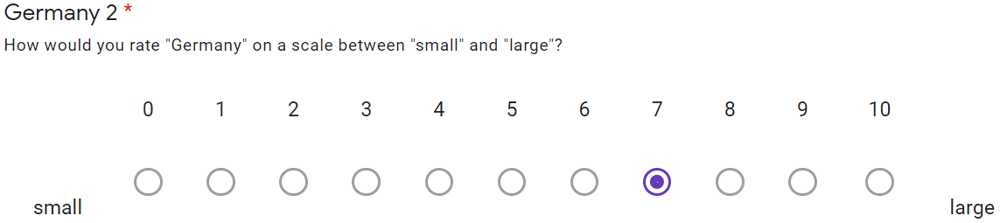 Germany 2 *
How would you rate "Germany" on a scale between "small" and "large"?
0 1 2 3 4 5 6 7 8 9 10
small large